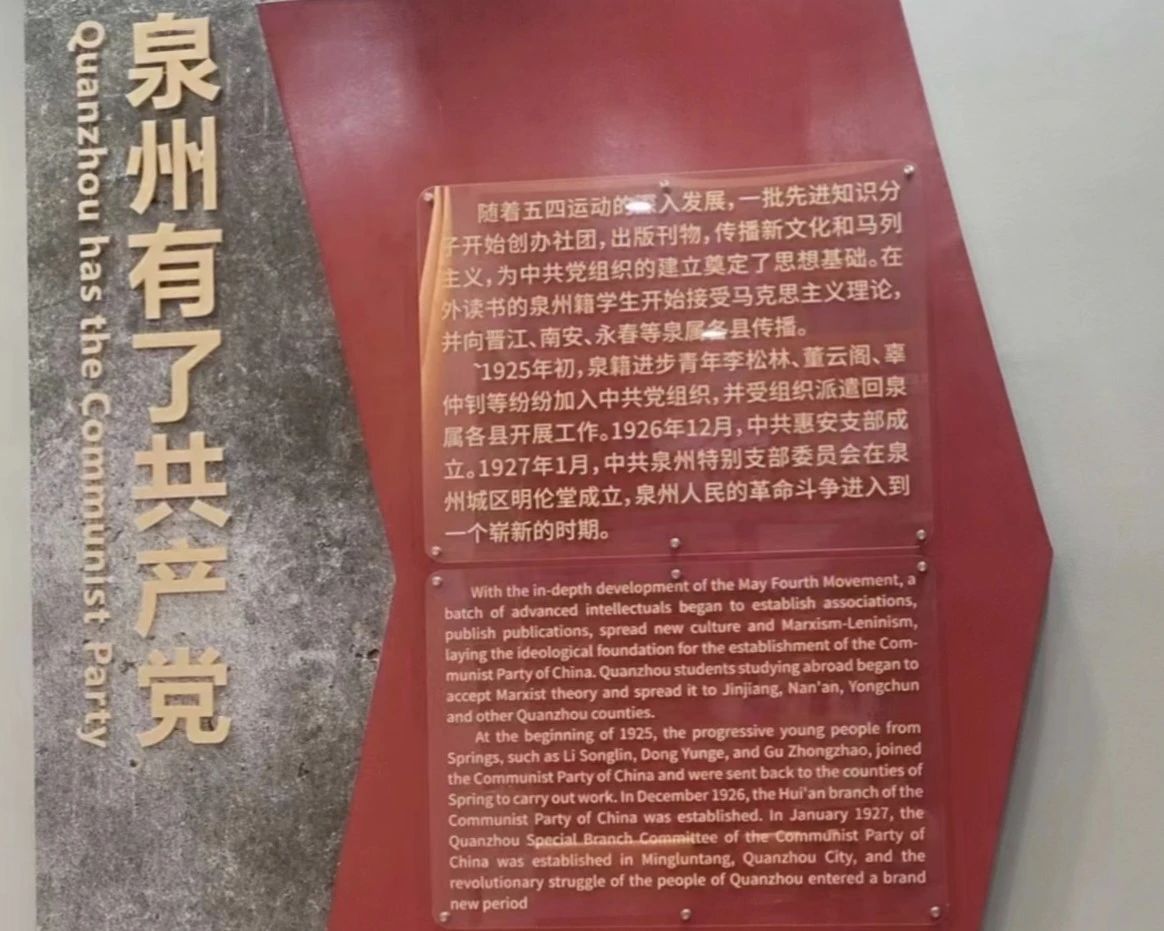 泉州有了共产党
Quanzhou has the Communist Party
随着五四运动的深入发展,一批先进知识分
子开始创办社团,出版刊物,传播新文化和马列
主义,为中共党组织的建立奠定了思想基础。在
外读书的泉州籍学生开始接受马克思主义理论,
并向晋江、南安、永春等泉属各县传播。
1925年初,泉籍进步青年李松林、董云阁、辜
仲钊等纷纷加入中共党组织,并受组织派遣回泉
属各县开展工作。1926年12月,中共惠安支部成
立。1927年1月,中共泉州特别支部委员会在泉
州城区明伦堂成立,泉州人民的革命斗争进入到
一个崭新的时期。
With the in-depth development of the May Fourth Movement, a
batch of advanced intellectuals began to establish associations,
publish publications, spread new culture and Marxism-Leninism,
laying the ideological foundation for the establishment of the Com-
munist Party of China. Quanzhou students studying abroad began to
accept Marxist theory and spread it to Jinjiang, Nan'an, Yongchun
and other Quanzhou counties.
At the beginning of 1925, the progressive young people from
Springs, such as Li Songlin, Dong Yunge, and Gu Zhongzhao, joined
the Communist Party of China and were sent back to the counties of
Spring to carry out work. In December 1926, the Hui'an branch of the
Communist Party of China was established. In January 1927, the
Quanzhou Special Branch Committee of the Communist Party of
China was established in Mingluntang, Quanzhou City, and the
revolutionary struggle of the people of Quanzhou entered a brand
new period